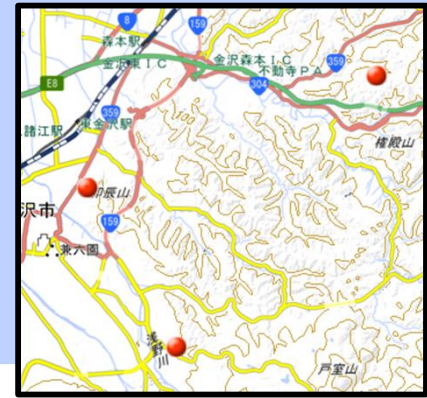 8
159
森本駅
金沢東IC
金沢森本IC
不動寺PA
359
304
E8
359
諸江駅
東金沢駅
権殿山
卯辰山
沢市
159
兼六園
浅野川
戸室山